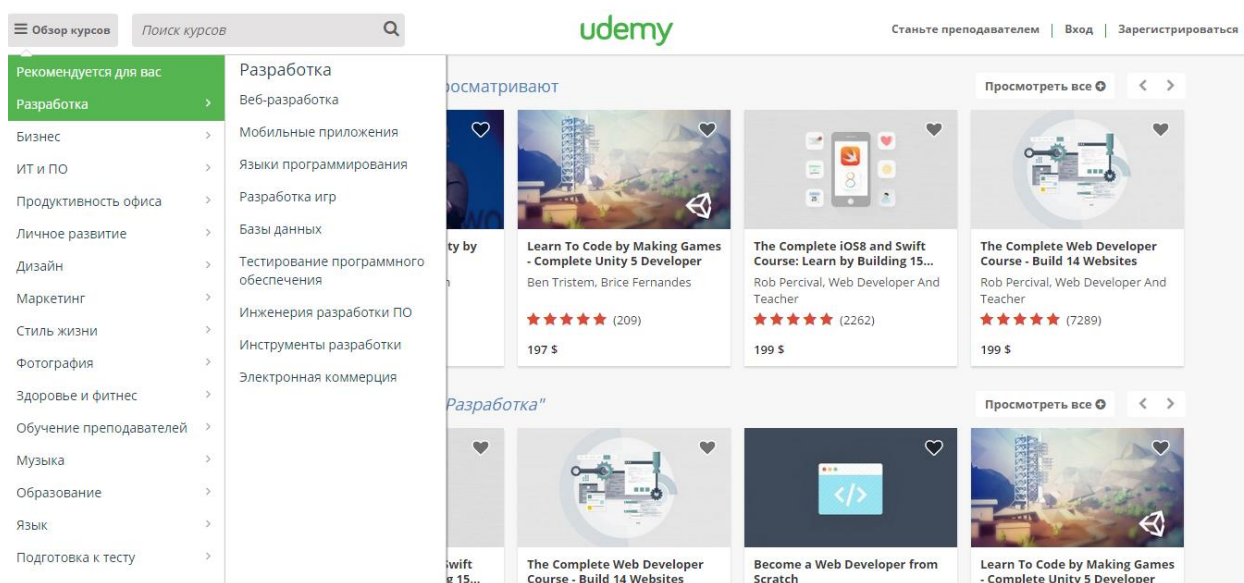 Обзор курсов
Поиск курсов
udemy
Станьте преподавателем | Вход | Зарегистрироваться
Рекомендуется для вас
Разработка
Бизнес
ИТ и ПО
Продуктивность офиса
Личное развитие
Дизайн
Маркетинг
Стиль жизни
Фотография
Здоровье и фитнес
Обучение преподавателей
Музыка
Образование
Язык
Подготовка к тесту
Разработка
Веб-разработка
Мобильные приложения
Языки программирования
Разработка игр
Базы данных
Тестирование программного
обеспечения
Инженерия разработки ПО
Инструменты разработки
Электронная коммерция
Просмотреть все
ty by
Learn To Code by Making Games
- Complete Unity 5 Developer
Ben Tristem, Brice Fernandes
(209)
197 $
8
The Complete iOS8 and Swift
Course: Learn by Building 15...
Rob Percival, Web Developer And
Teacher
(2262)
199 $
The Complete Web Developer
Course - Build 14 Websites
Rob Percival, Web Developer And
Teacher
(7289)
199 $
Разработка"
Просмотреть все
15...
The Complete Web Developer
Course - Build 14 Websites
</>
Become a Web Developer from
Scratch
Learn To Code by Making Games
- Complete Unity 5 Developer